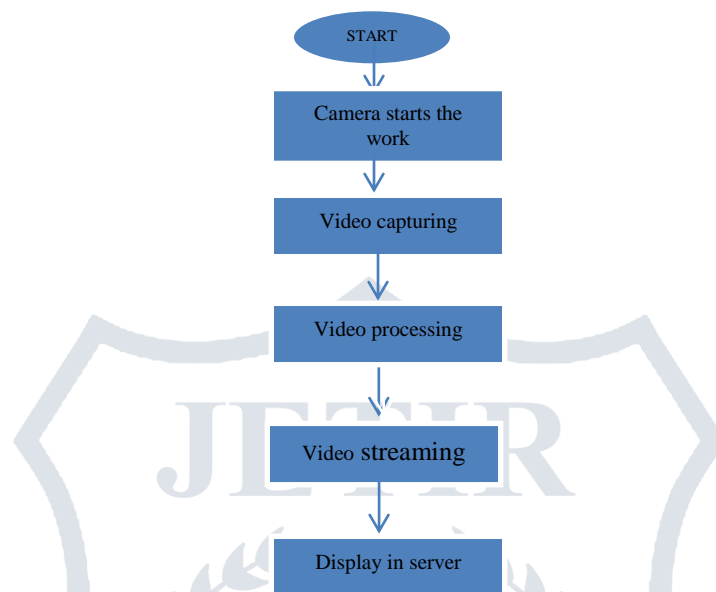 START
Camera starts the
work
Video capturing
Video processing
JETIR
Video streaming
Display in server